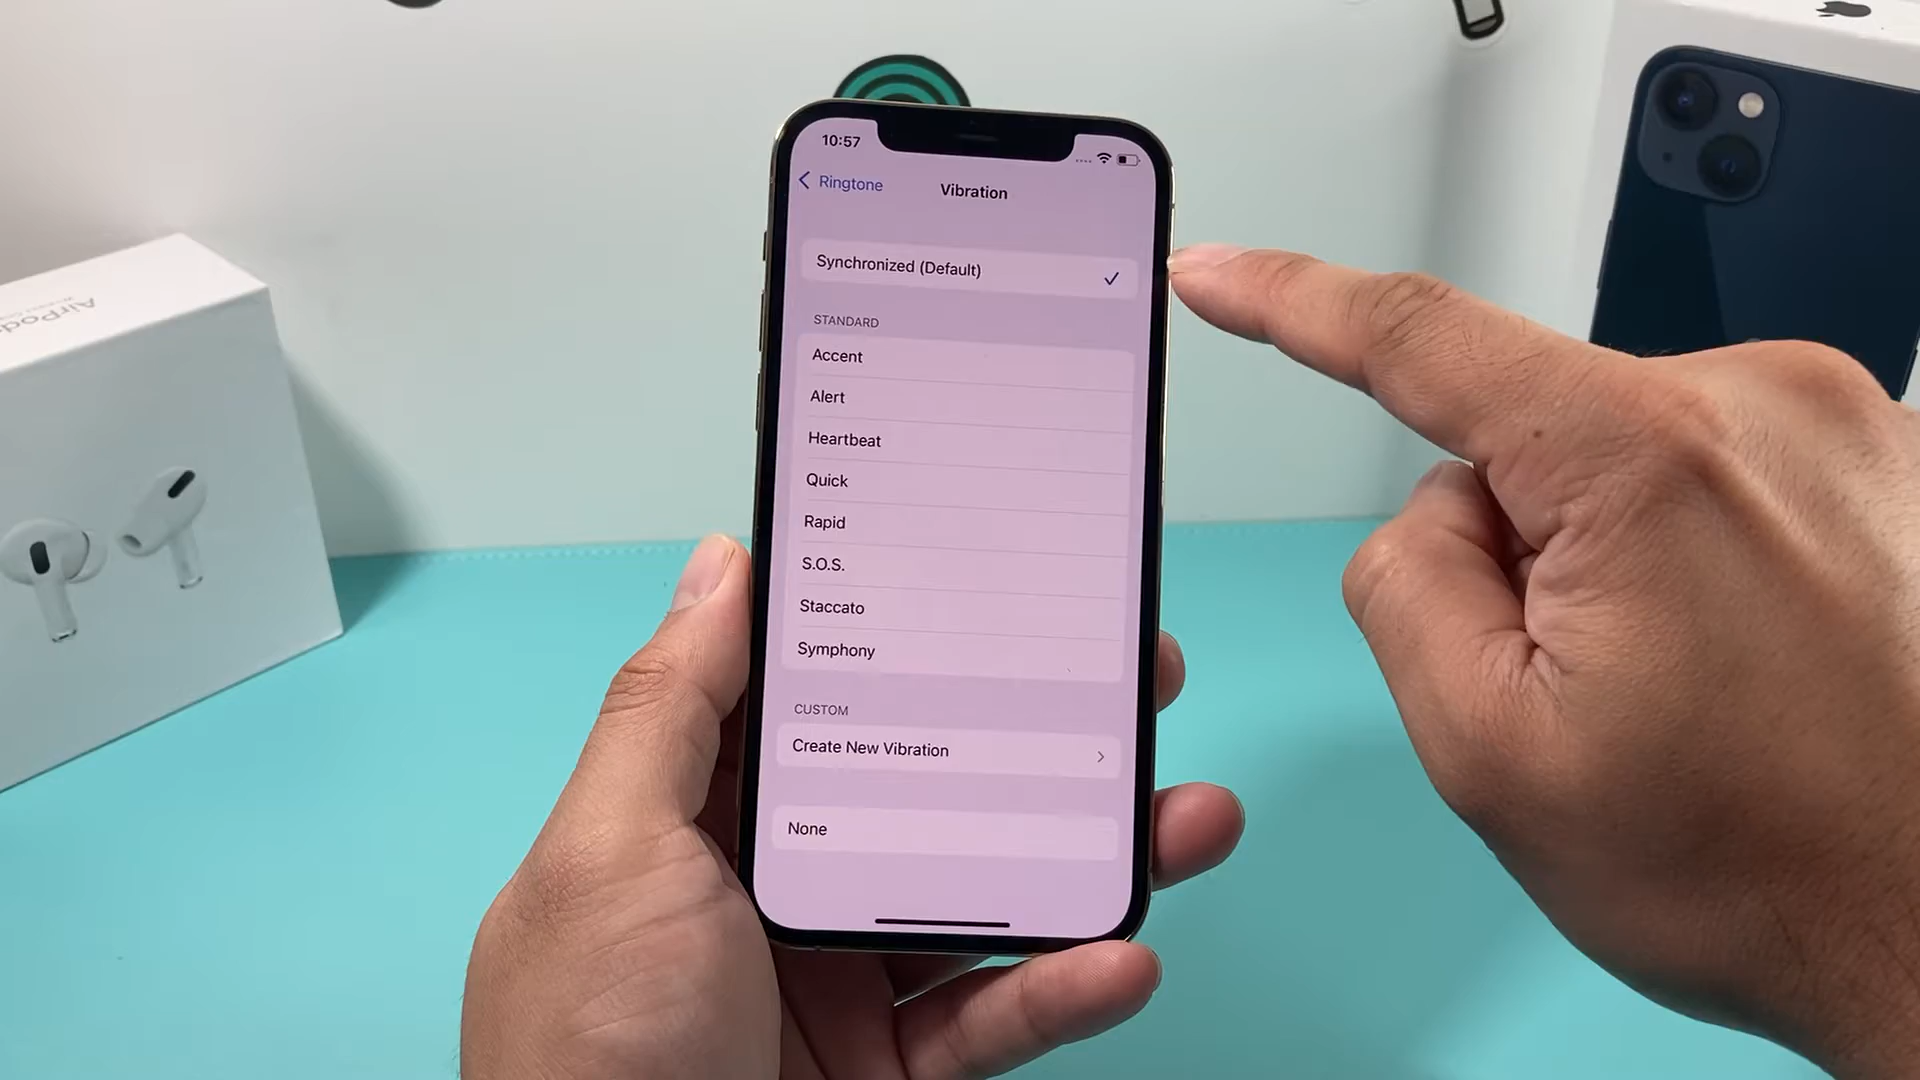 10:57
Ringtone
Vibration
Synchronized (Default)
STANDARD
Accent
Alert
Heartbeat
Quick
Rapid
S.O.S.
Staccato
Symphony
CUSTOM
Create New Vibration
None